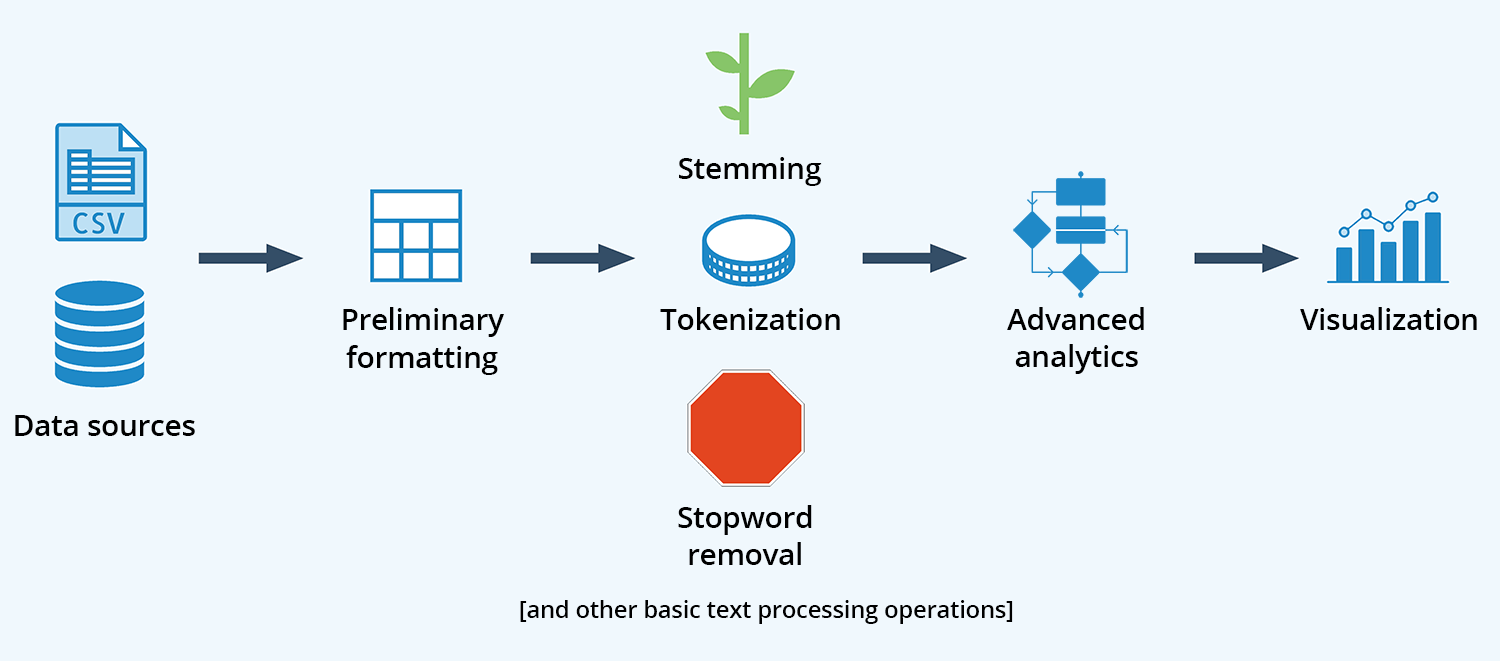 CSV
Data sources
Preliminary
formatting
Stemming
Tokenization
Stopword
removal
[and other basic text processing operations]
Advanced
analytics
Visualization